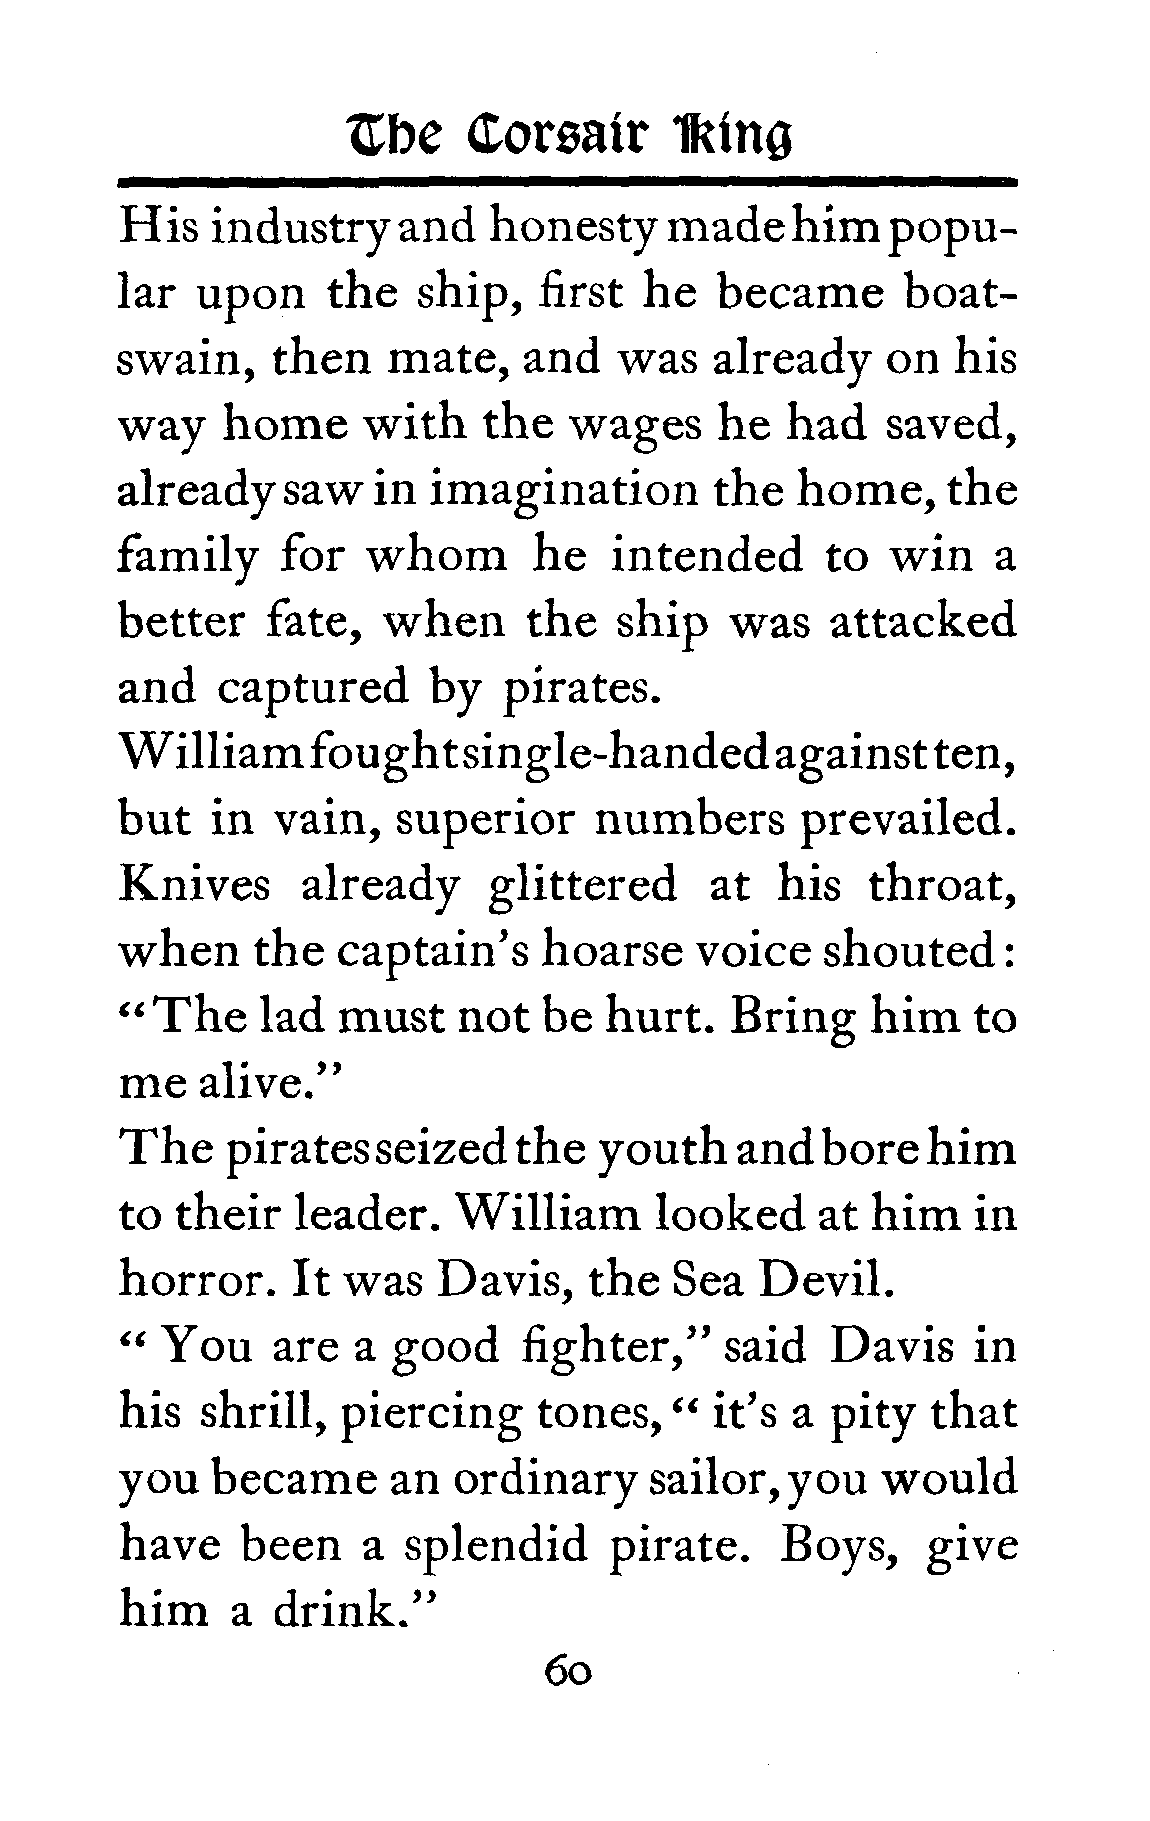 The Corsair King
His industry and honesty made him popu-
lar upon the ship, first he became boat-
swain, then mate, and was already on his
way home with the wages he had saved,
already saw in imagination the home, the
family for whom he intended to win a
better fate, when the ship was attacked
and captured by pirates.
William fought single-handed against ten,
but in vain, superior numbers prevailed.
Knives already glittered at his throat,
when the captain's hoarse voice shouted:
"The lad must not be hurt. Bring him to
me alive."
The pirates seized the youth and bore him
to their leader. William looked at him in
horror. It was Davis, the Sea Devil.
"You are a good fighter," said Davis in
his shrill, piercing tones, "it's a pity that
you became an ordinary sailor, you would
have been a splendid pirate. Boys, give
him a drink."
60